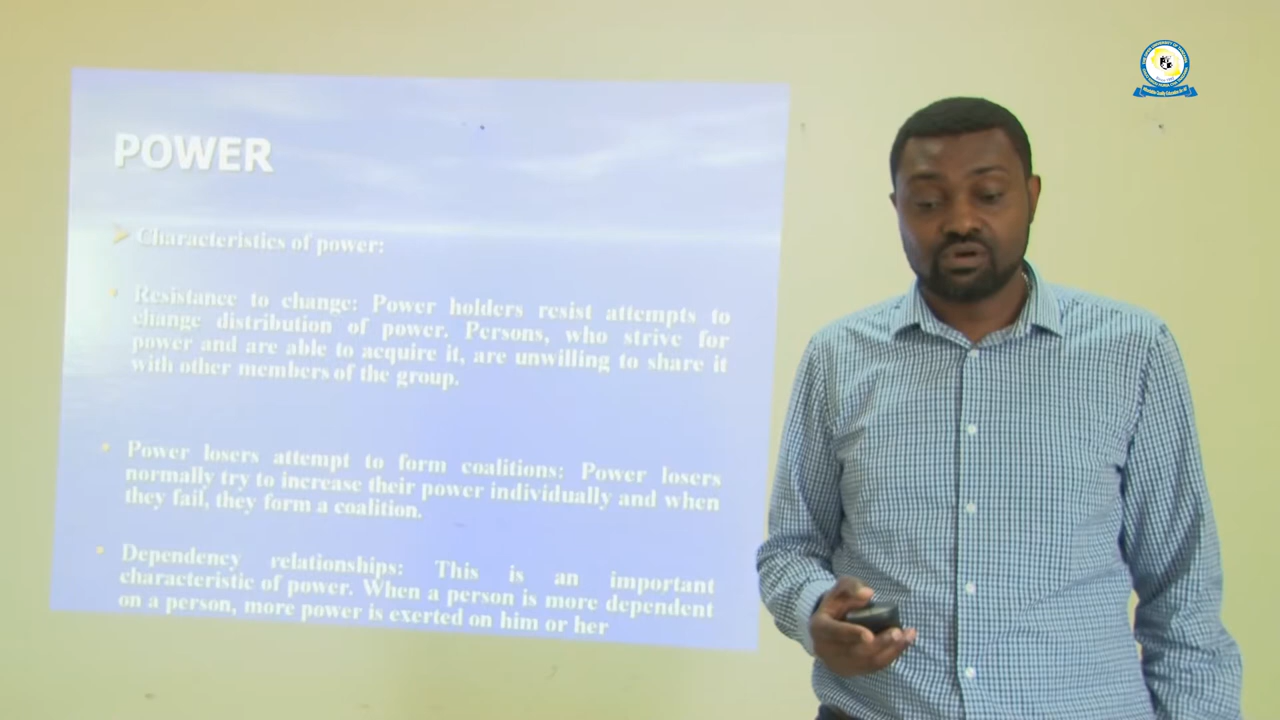 POWER
Characteristics of power:
Resistance to change: Power holders resist attempts to
change distribution of power. Persons, who strive for
power and are able to acquire it, are unwilling to share it
with other members of the group.
Power losers attempt to form coalitions: Power losers
normally try to increase their power individually and when
they fail, they form a coalition.
Dependency relationships: This is an important
characteristic of power. When a person is more dependent
on a person, more power is exerted on him or her